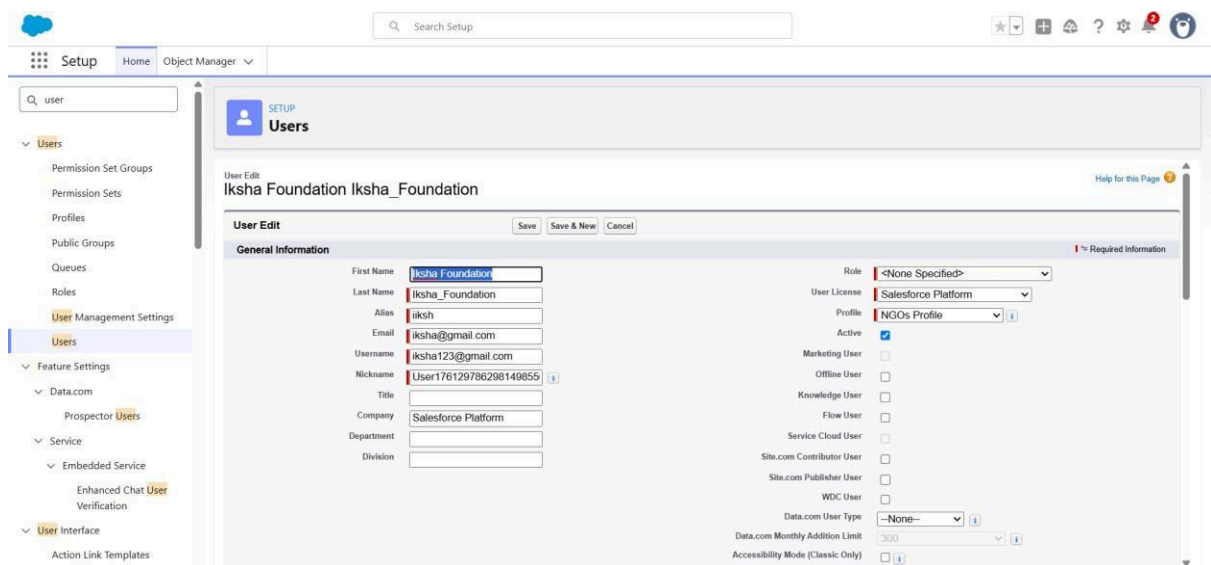 Search Setup
2
Setup
Home
Object Manager
user
Users
Permission Set Groups
Permission Sets
Profiles
Public Groups
Queues
Roles
User Management Settings
Users
Feature Settings
Data.com
Prospector Users
Service
Embedded Service
Enhanced Chat User
Verification
User Interface
Action Link Templates
SETUP
Users
User Edit
Iksha Foundation Iksha_Foundation
Help for this Page
User Edit
Save
Save & New
Cancel
General Information
= Required Information
First Name Iksha Foundation
Last Name Iksha_Foundation
Alias iiksh
Email iksha@gmail.com
Username iksha123@gmail.com
Nickname User176129786298149855
Title
Company Salesforce Platform
Department
Division
Role <None Specified>
User License Salesforce Platform
Profile NGOs Profile
Active
Marketing User
Offline User
Knowledge User
Flow User
Service Cloud User
Site.com Contributor User
Site.com Publisher User
WDC User
Data.com User Type --None--
Data.com Monthly Addition Limit 300
Accessibility Mode (Classic Only)